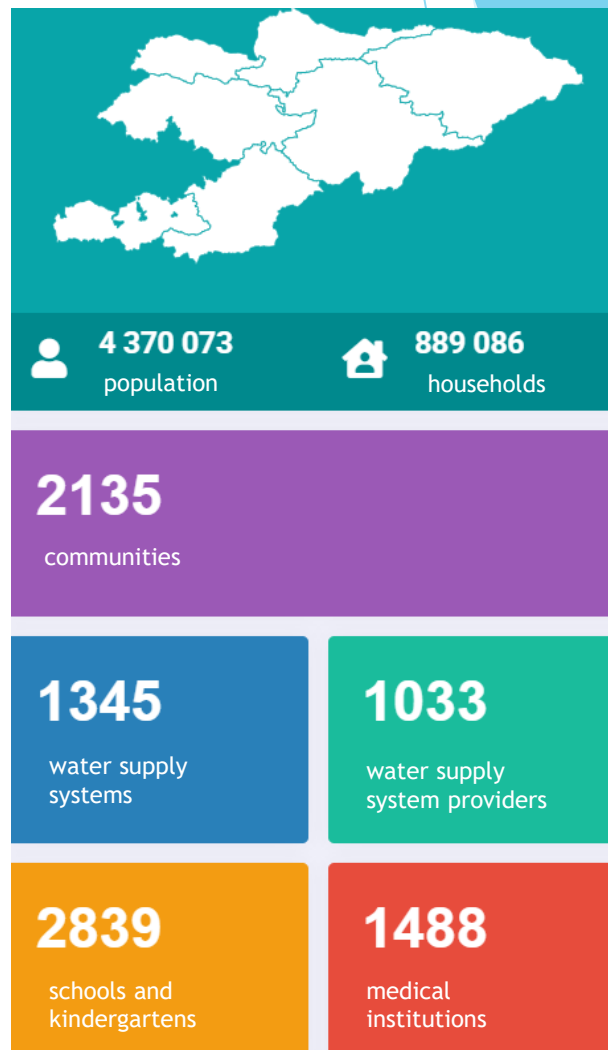 4 370 073
population
889 086
households
2135
communities
1345
water supply
systems
1033
water supply
system providers
2839
schools and
kindergartens
1488
medical
institutions